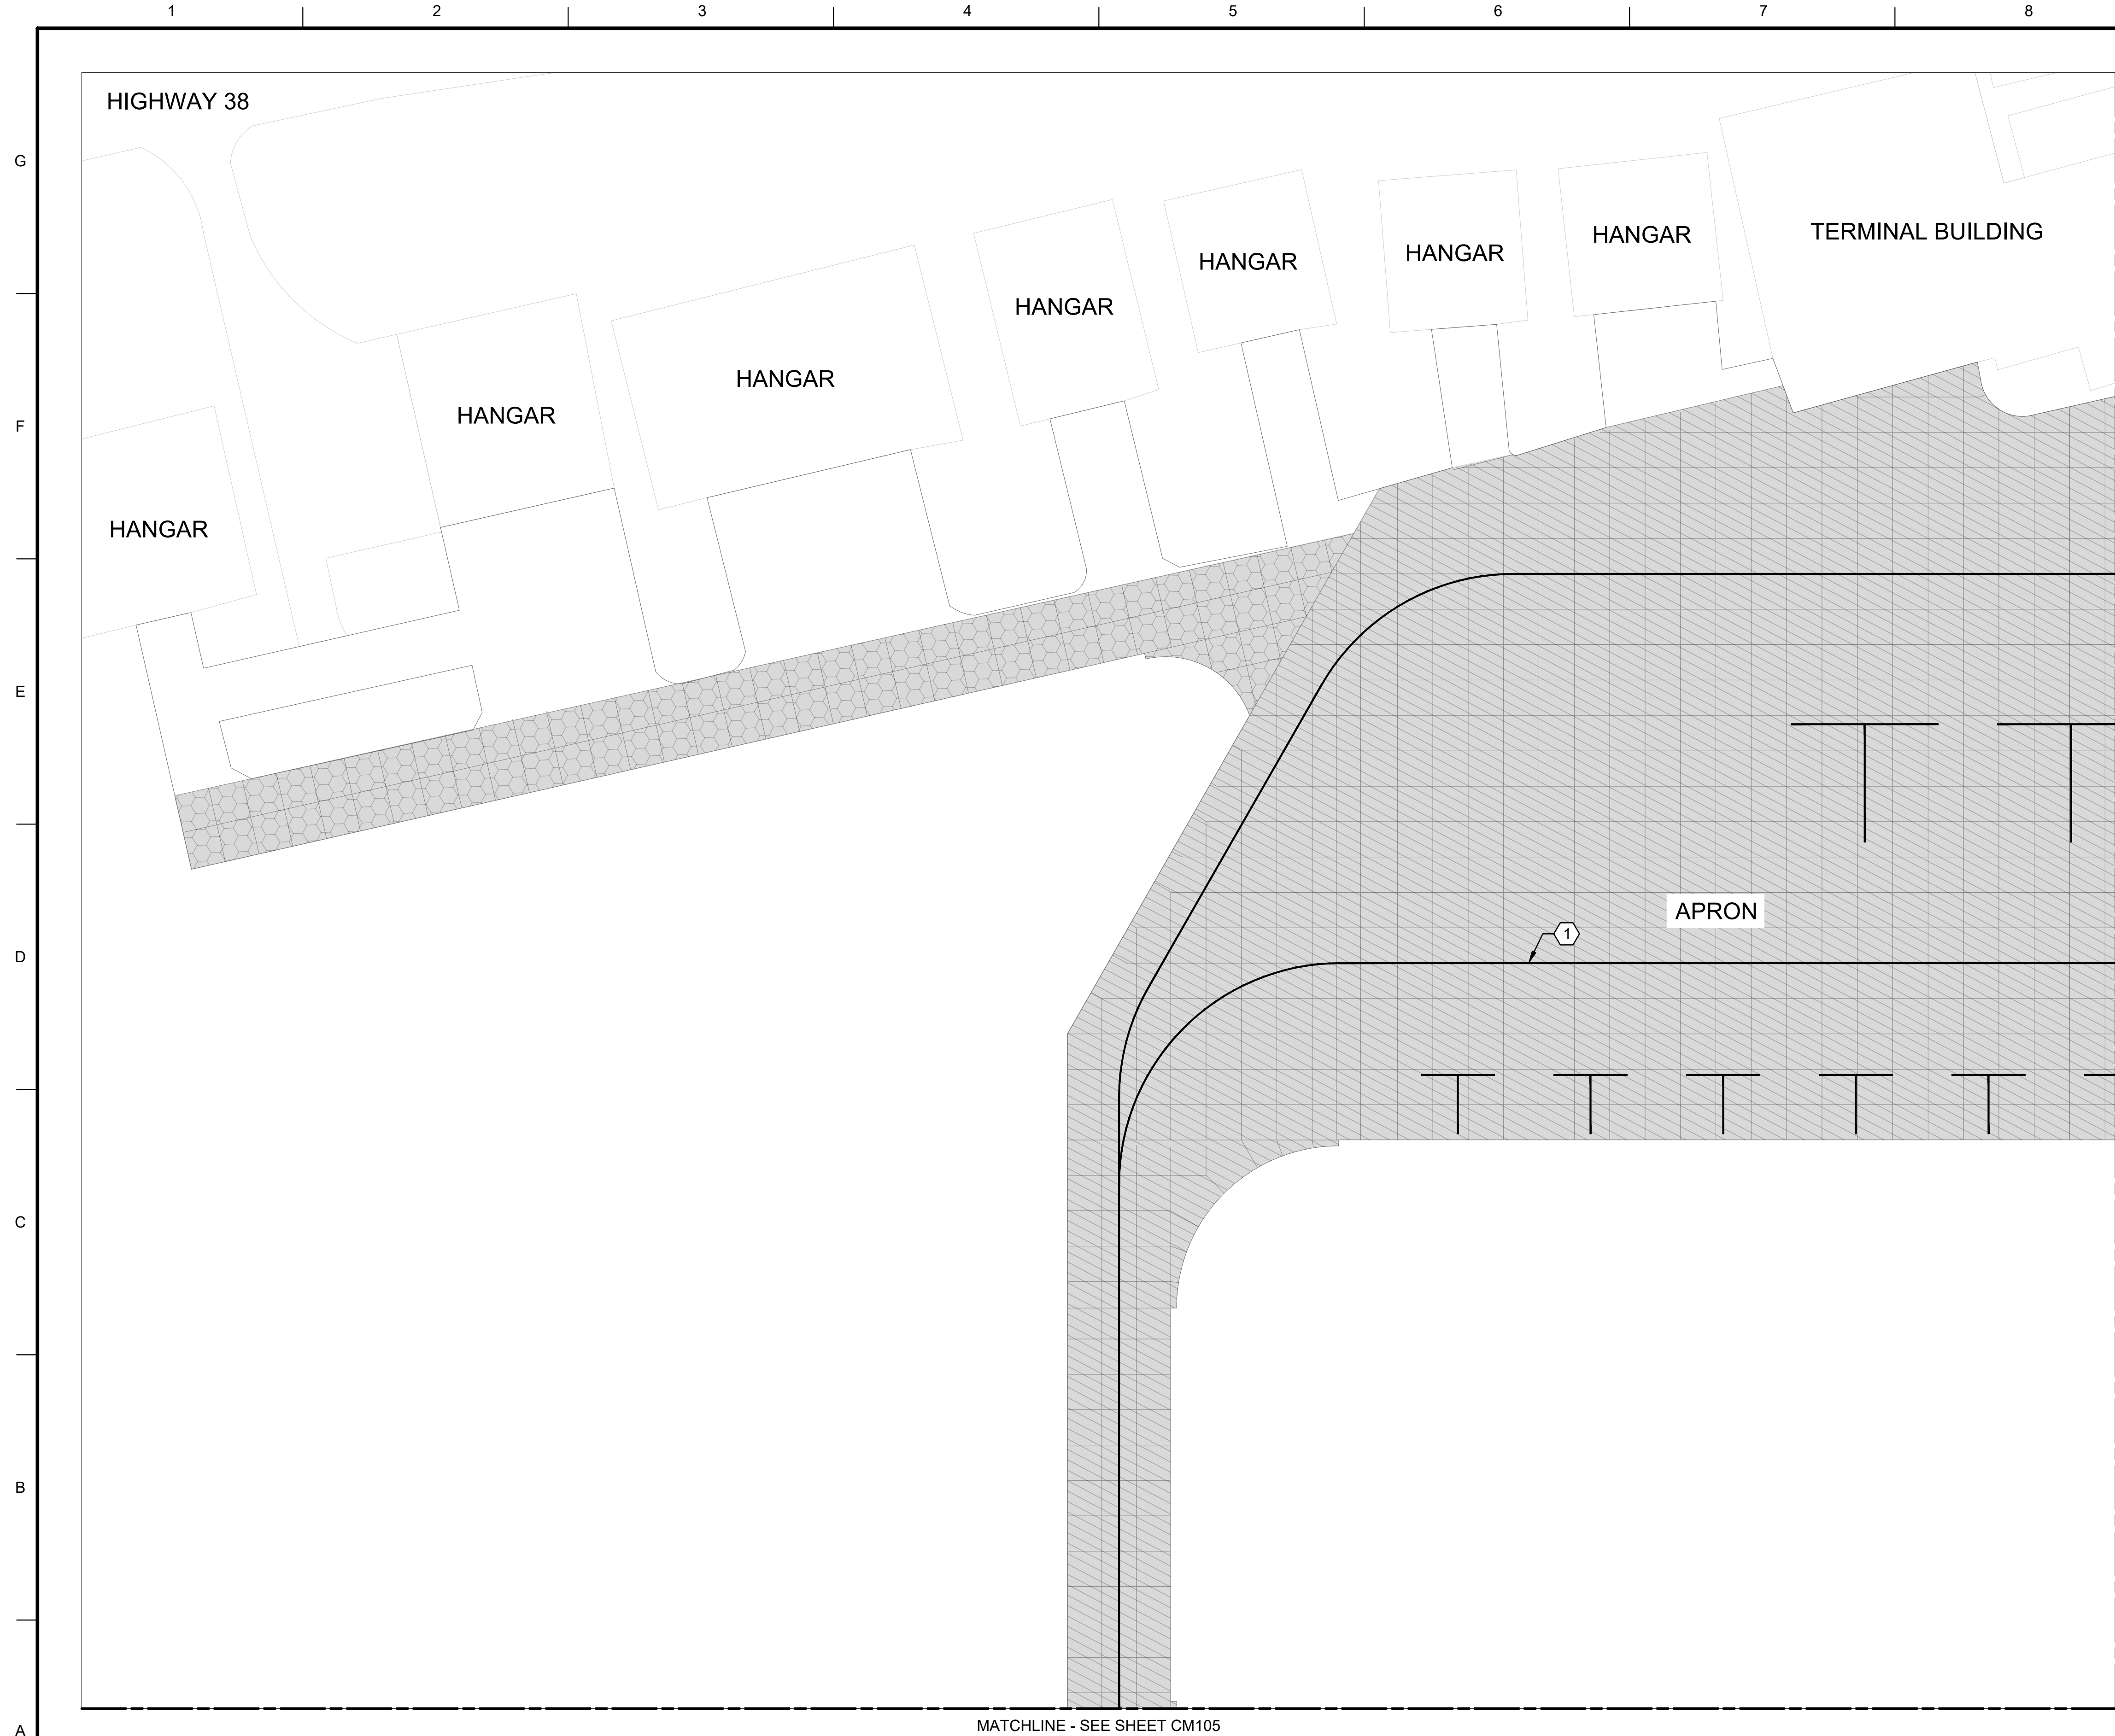 1 2 3 4 5 6 7 8
HIGHWAY 38
G
TERMINAL BUILDING
HANGAR
HANGAR
HANGAR
HANGAR
HANGAR
HANGAR
F
HANGAR
HANGAR
E
APRON
1
D
C
B
A
MATCHLINE - SEE SHEET CM105